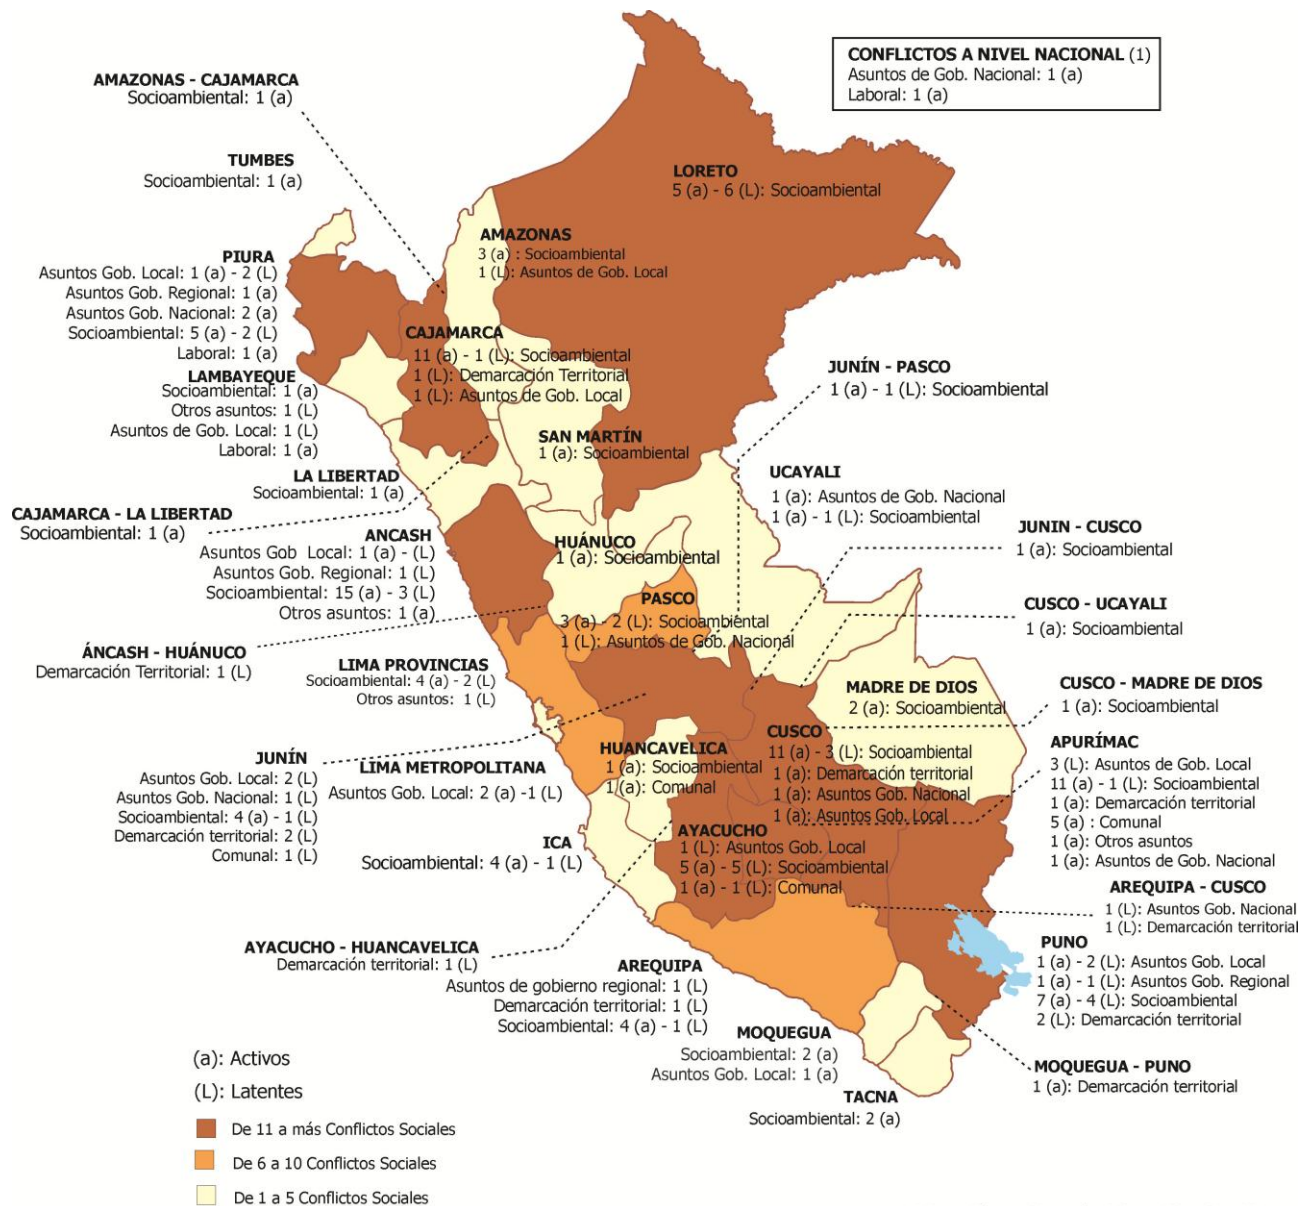 CONFLICTOS A NIVEL NACIONAL (1)
Asuntos de Gob. Nacional: 1 (a)
Laboral: 1 (a)
AMAZONAS - CAJAMARCA
Socioambiental: 1 (a)
TUMBES
Socioambiental: 1 (a)
LORETO
5 (a) - 6 (L): Socioambiental
AMAZONAS
3 (a) : Socioambiental
1 (L): Asuntos de Gob. Local
PIURA
Asuntos Gob. Local: 1 (a) - 2 (L)
Asuntos Gob. Regional: 1 (a)
Asuntos Gob. Nacional: 2 (a)
Socioambiental: 5 (a) - 2 (L)
Laboral: 1 (a)
CAJAMARCA
11 (a) - 1 (L): Socioambiental
1 (L): Demarcación Territorial
1 (L): Asuntos de Gob. Local
LAMBAYEQUE
Socioambiental: 1 (a)
Otros asuntos: 1 (L)
Asuntos de Gob. Local: 1 (L)
Laboral: 1 (a)
JUNÍN - PASCO
1 (a) - 1 (L): Socioambiental
SAN MARTÍN
1 (a): Socioambiental
LA LIBERTAD
Socioambiental: 1 (a)
UCAYALI
1 (a): Asuntos de Gob. Nacional
1 (a) - 1 (L): Socioambiental
CAJAMARCA - LA LIBERTAD
Socioambiental: 1 (a)
JUNIN - CUSCO
1 (a): Socioambiental
ANCASH
Asuntos Gob Local: 1 (a) - (L)
Asuntos Gob. Regional: 1 (L)
Socioambiental: 15 (a) - 3 (L)
Otros asuntos: 1 (a)
HUÁNUCO
1 (a): Socioambiental
PASCO
3 (a) - 2 (L): Socioambiental
1 (L): Asuntos de Gob. Nacional
CUSCO - UCAYALI
1 (a): Socioambiental
ÁNCASH - HUÁNUCO
Demarcación Territorial: 1 (L)
LIMA PROVINCIAS
Socioambiental: 4 (a) - 2 (L)
Otros asuntos: 1 (L)
MADRE DE DIOS
2 (a): Socioambiental
CUSCO - MADRE DE DIOS
1 (a): Socioambiental
CUSCO
11 (a) - 3 (L): Socioambiental
1 (a): Demarcación territorial
1 (a): Asuntos Gob. Nacional
1 (a): Asuntos Gob. Local
APURÍMAC
3 (L): Asuntos de Gob. Local
11 (a) - 1 (L): Socioambiental
1 (a): Demarcación territorial
5 (a) : Comunal
1 (a): Otros asuntos
1 (a): Asuntos de Gob. Nacional
HUANCAVELICA
1 (a): Socioambiental
1 (a): Comunal
JUNÍN
Asuntos Gob. Local: 2 (L)
Asuntos Gob. Nacional: 1 (L)
Socioambiental: 4 (a) - 1 (L)
Demarcación territorial: 2 (L)
Comunal: 1 (L)
LIMA METROPOLITANA
Asuntos Gob. Local: 2 (a) -1 (L)
ICA
Socioambiental: 4 (a) - 1 (L)
AYACUCHO
1 (L): Asuntos Gob. Local
5 (a) - 5 (L): Socioambiental
1 (a) - 1 (L): Comunal
AREQUIPA - CUSCO
1 (L): Asuntos Gob. Nacional
1 (L): Demarcación territorial
AYACUCHO - HUANCAVELICA
Demarcación territorial: 1 (L)
PUNO
1 (a) - 2 (L): Asuntos Gob. Local
1 (a) - 1 (L): Asuntos Gob. Regional
7 (a) - 4 (L): Socioambiental
2 (L): Demarcación territorial
AREQUIPA
Asuntos de gobierno regional: 1 (L)
Demarcación territorial: 1 (L)
Socioambiental: 4 (a) - 1 (L)
MOQUEGUA
Socioambiental: 2 (a)
Asuntos Gob. Local: 1 (a)
MOQUEGUA - PUNO
1 (a): Demarcación territorial
TACNA
Socioambiental: 2 (a)
(a): Activos
(L): Latentes
De 11 a más Conflictos Sociales
De 6 a 10 Conflictos Sociales
De 1 a 5 Conflictos Sociales